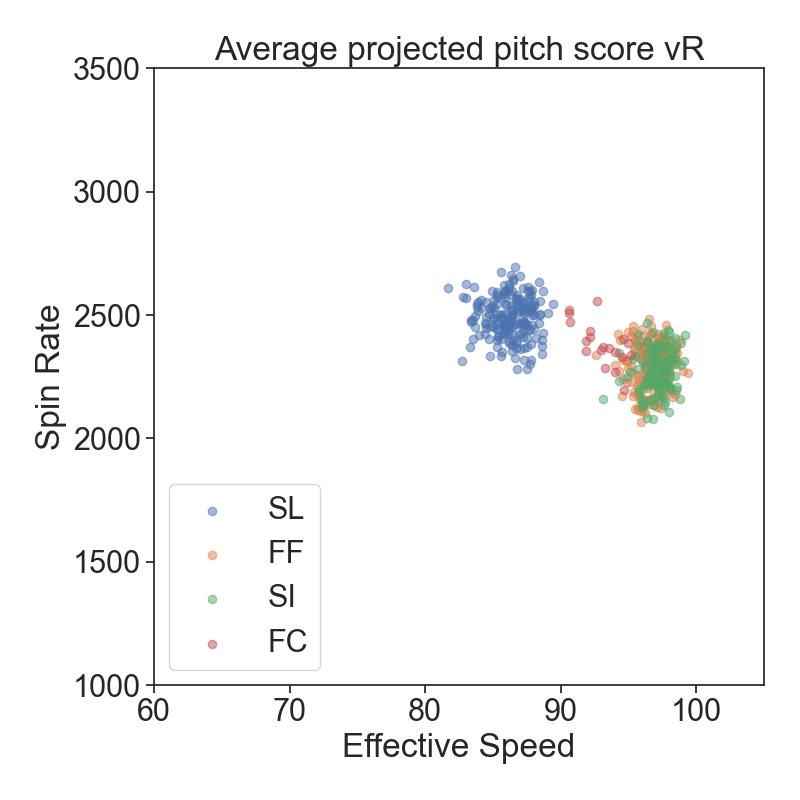 Average projected pitch score vR
3500
3000
2500
2000
1500
1000
Spin Rate
SL
FF
SI
FC
60 70 80 90 100
Effective Speed